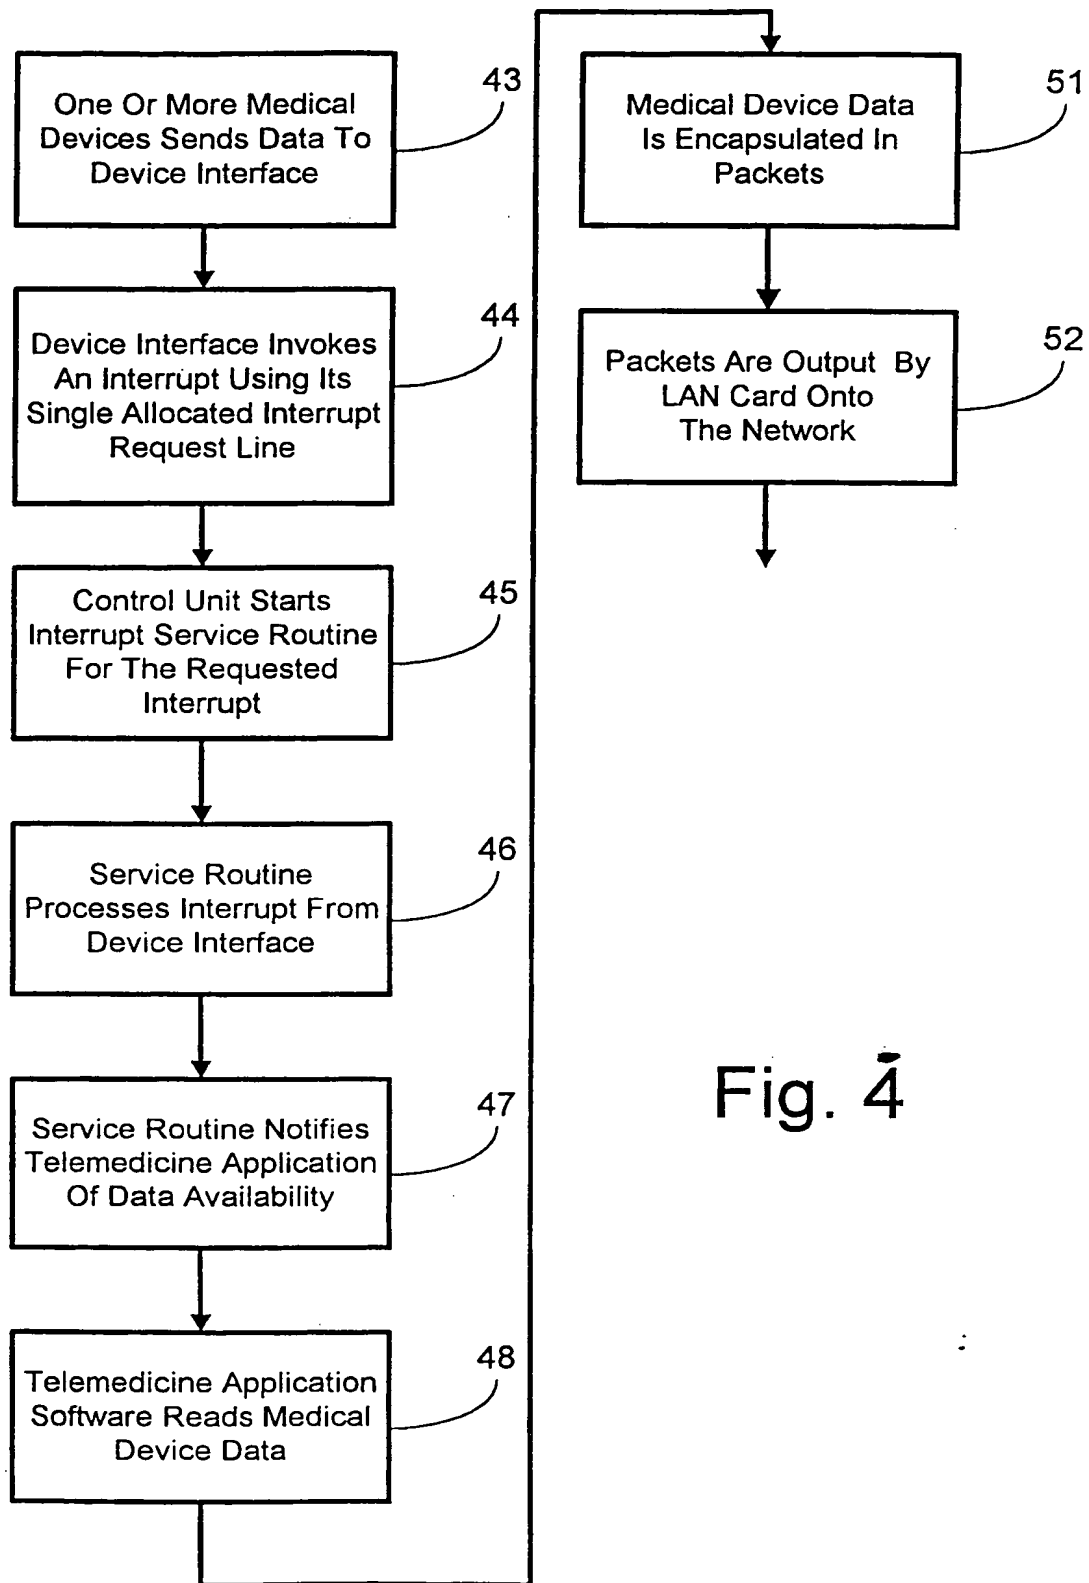 One Or More Medical
Devices Sends Data To
Device Interface
43
Device Interface Invokes
An Interrupt Using Its
Single Allocated Interrupt
Request Line
44
Control Unit Starts
Interrupt Service Routine
For The Requested
Interrupt
45
Service Routine
Processes Interrupt From
Device Interface
46
Service Routine Notifies
Telemedicine Application
Of Data Availability
47
Telemedicine Application
Software Reads Medical
Device Data
48
Medical Device Data
Is Encapsulated In
Packets
51
Packets Are Output By
LAN Card Onto
The Network
52
Fig. 4